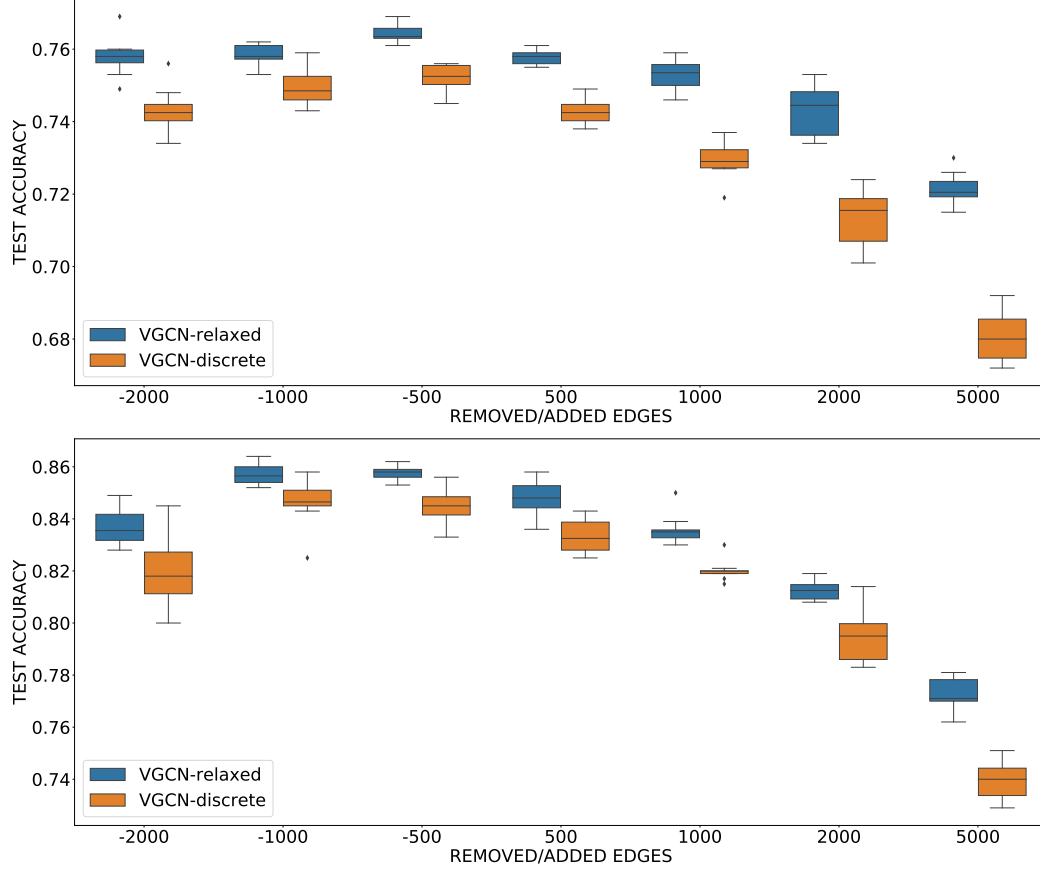 0.76
0.74
0.72
0.70
0.68
TEST ACCURACY
VGCN-relaxed
VGCN-discrete
-2000 -1000 -500 500 1000 2000 5000
REMOVED/ADDED EDGES
0.86
0.84
0.82
0.80
0.78
0.76
0.74
TEST ACCURACY
VGCN-relaxed
VGCN-discrete
-2000 -1000 -500 500 1000 2000 5000
REMOVED/ADDED EDGES